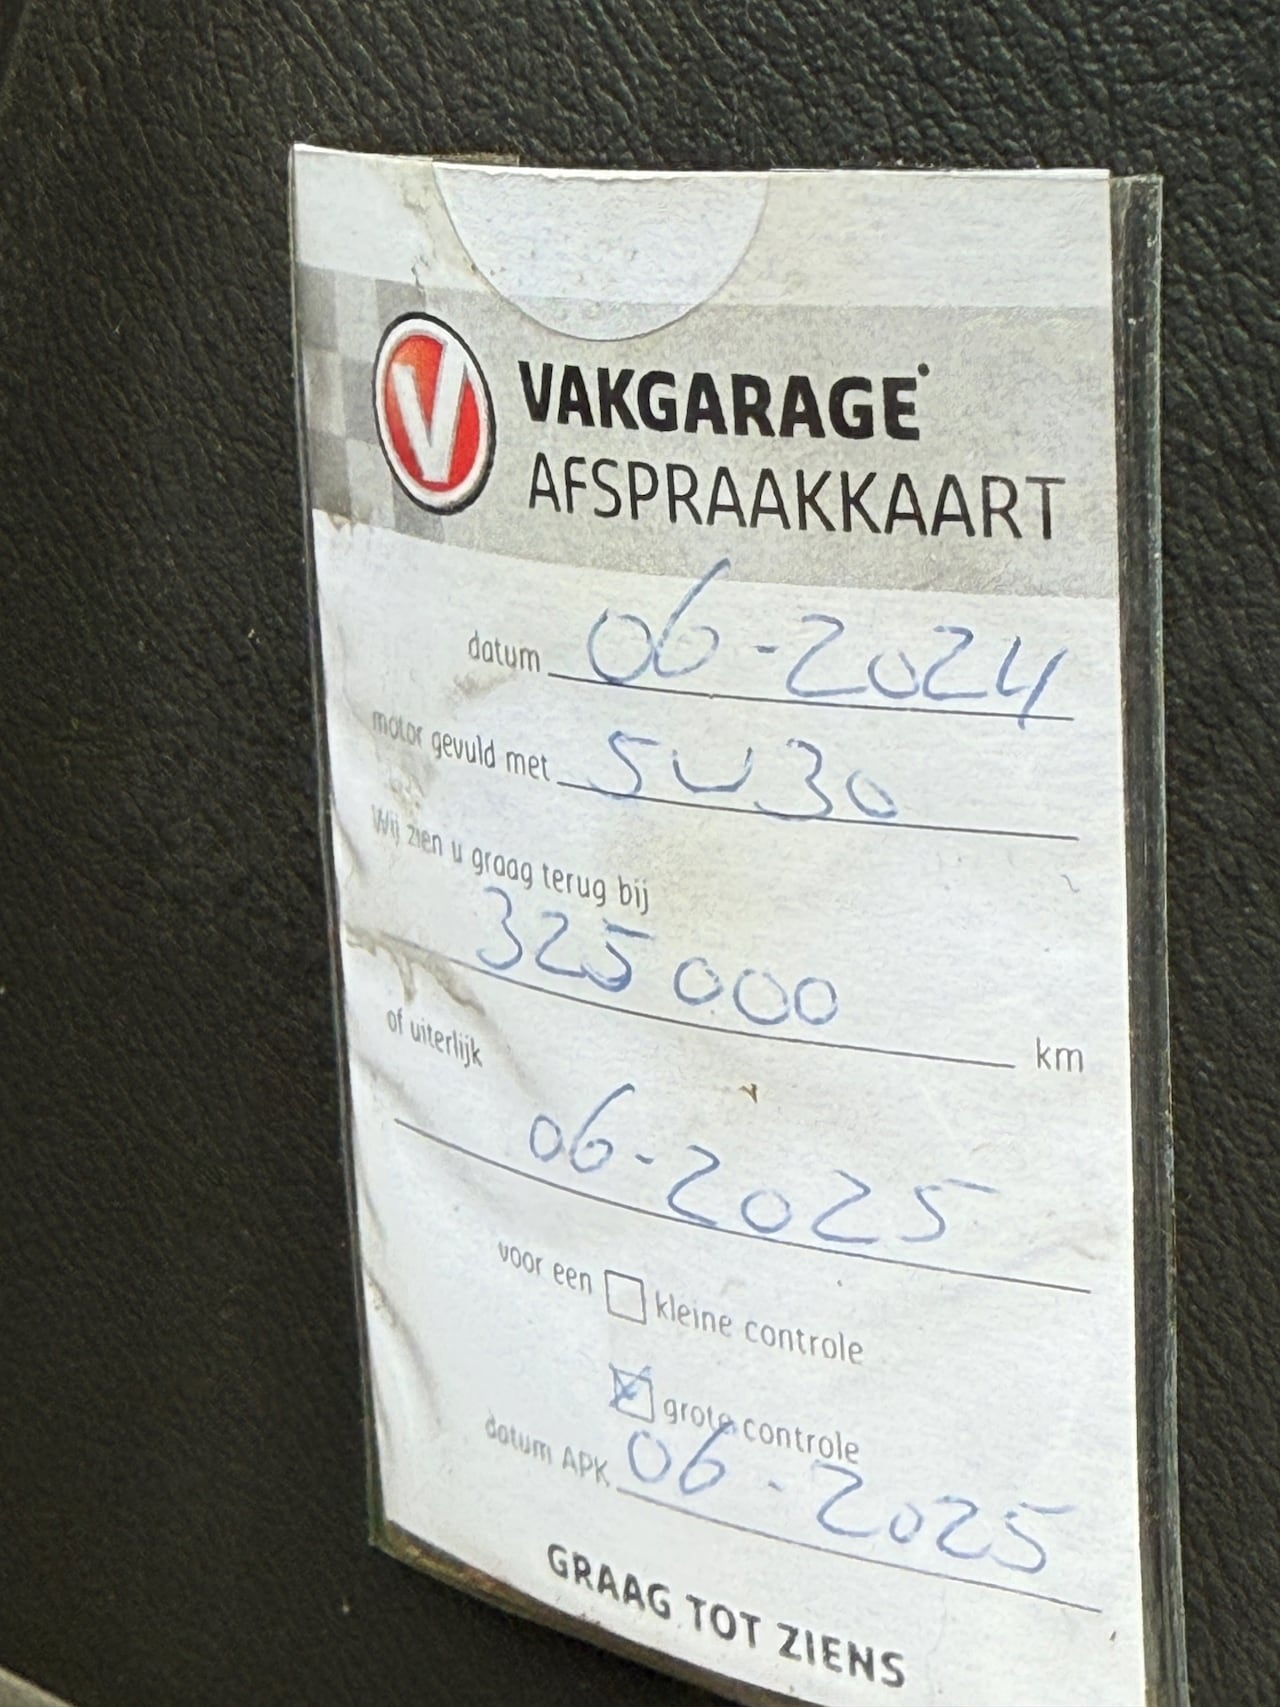 V VAKGARAGE
AFSPRAAKKAART
datum 06-2024
motor gevuld met 5W30
Wij zien u graag terug bij
325000 km
of uiterlijk
06-2025
voor een kleine controle
grote controle
datum APK 06-2025
GRAAG TOT ZIENS